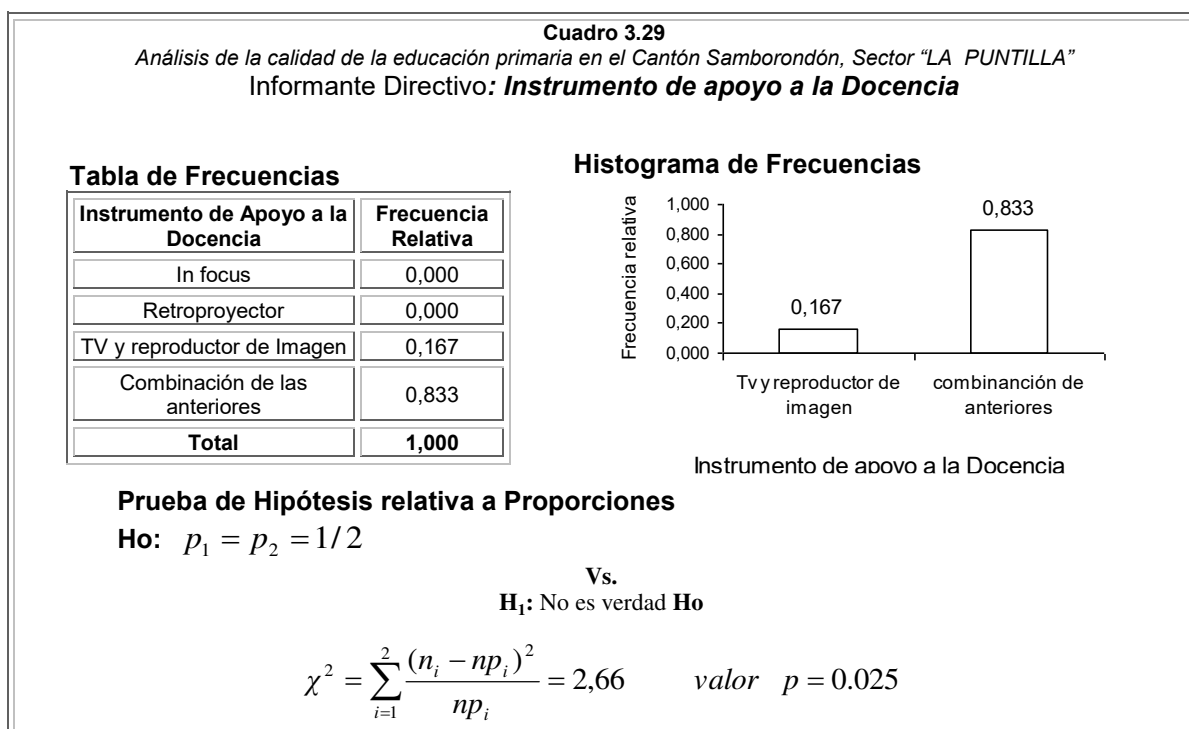 Cuadro 3.29
Análisis de la calidad de la educación primaria en el Cantón Samborondón, Sector “LA PUNTILLA”
Informante Directivo: Instrumento de apoyo a la Docencia
Tabla de Frecuencias
Instrumento de Apoyo a la Docencia
Frecuencia Relativa
In focus 0,000
Retroproyector 0,000
TV y reproductor de Imagen 0,167
Combinación de las anteriores 0,833
Total 1,000
Histograma de Frecuencias
Frecuencia relativa
1,000
0,800
0,600
0,400
0,200
0,000
0,167
0,833
Tv y reproductor de imagen
combinanción de anteriores
Instrumento de apoyo a la Docencia
Prueba de Hipótesis relativa a Proporciones
Ho: p₁ = p₂ = 1/2
Vs.
H₁: No es verdad Ho
χ² = ∑_{i=1}^{2} (nᵢ − npᵢ)² / npᵢ = 2,66 valor p = 0.025